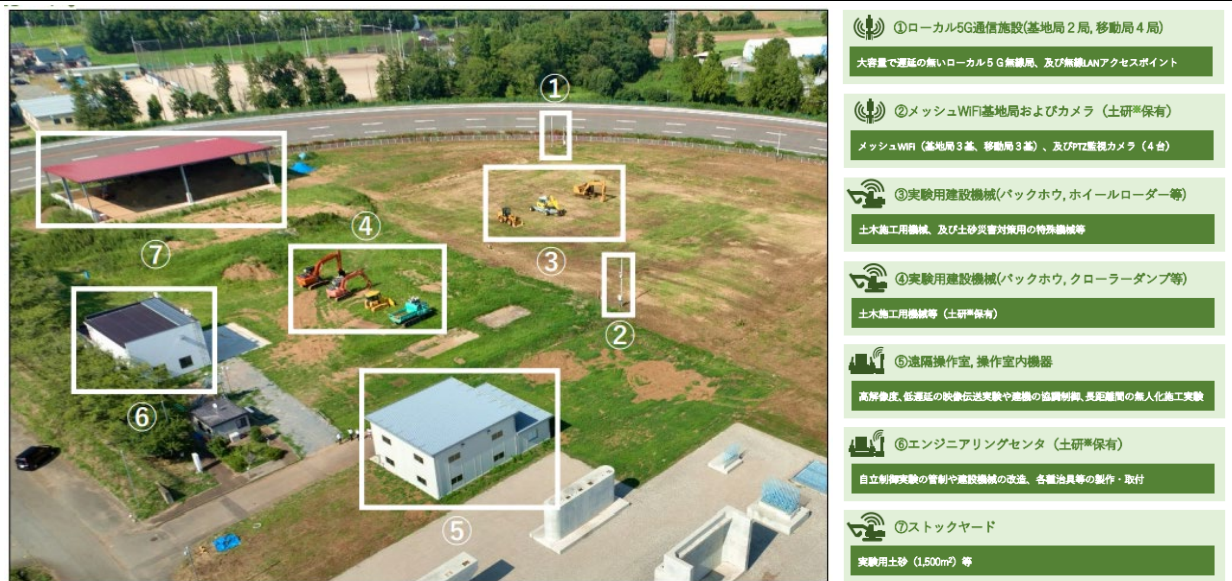 ①
⑦
④
③
②
⑥
⑤
①ローカル5G通信施設(基地局2局, 移動局4局)
大容量で遅延の無いローカル5G無線局、及び無線LANアクセスポイント
②メッシュWiFi基地局およびカメラ(土研※保有)
メッシュWiFi(基地局3基、移動局3基)、及びPTZ監視カメラ(4台)
③実験用建設機械(バックホウ, ホイールローダー等)
土木施工用機械、及び土砂災害対策用の特殊機械等
④実験用建設機械(バックホウ, クローラーダンプ等)
土木施工用機械等(土研※保有)
⑤遠隔操作室, 操作室内機器
高解像度、低遅延の映像伝送実験や建機の協調制御、長距離間の無人化施工実験
⑥エンジニアリングセンタ(土研※保有)
自立制御実験の管制や建設機械の改造、各種治具等の製作・取付
⑦ストックヤード
実験用土砂(1,500m²)等